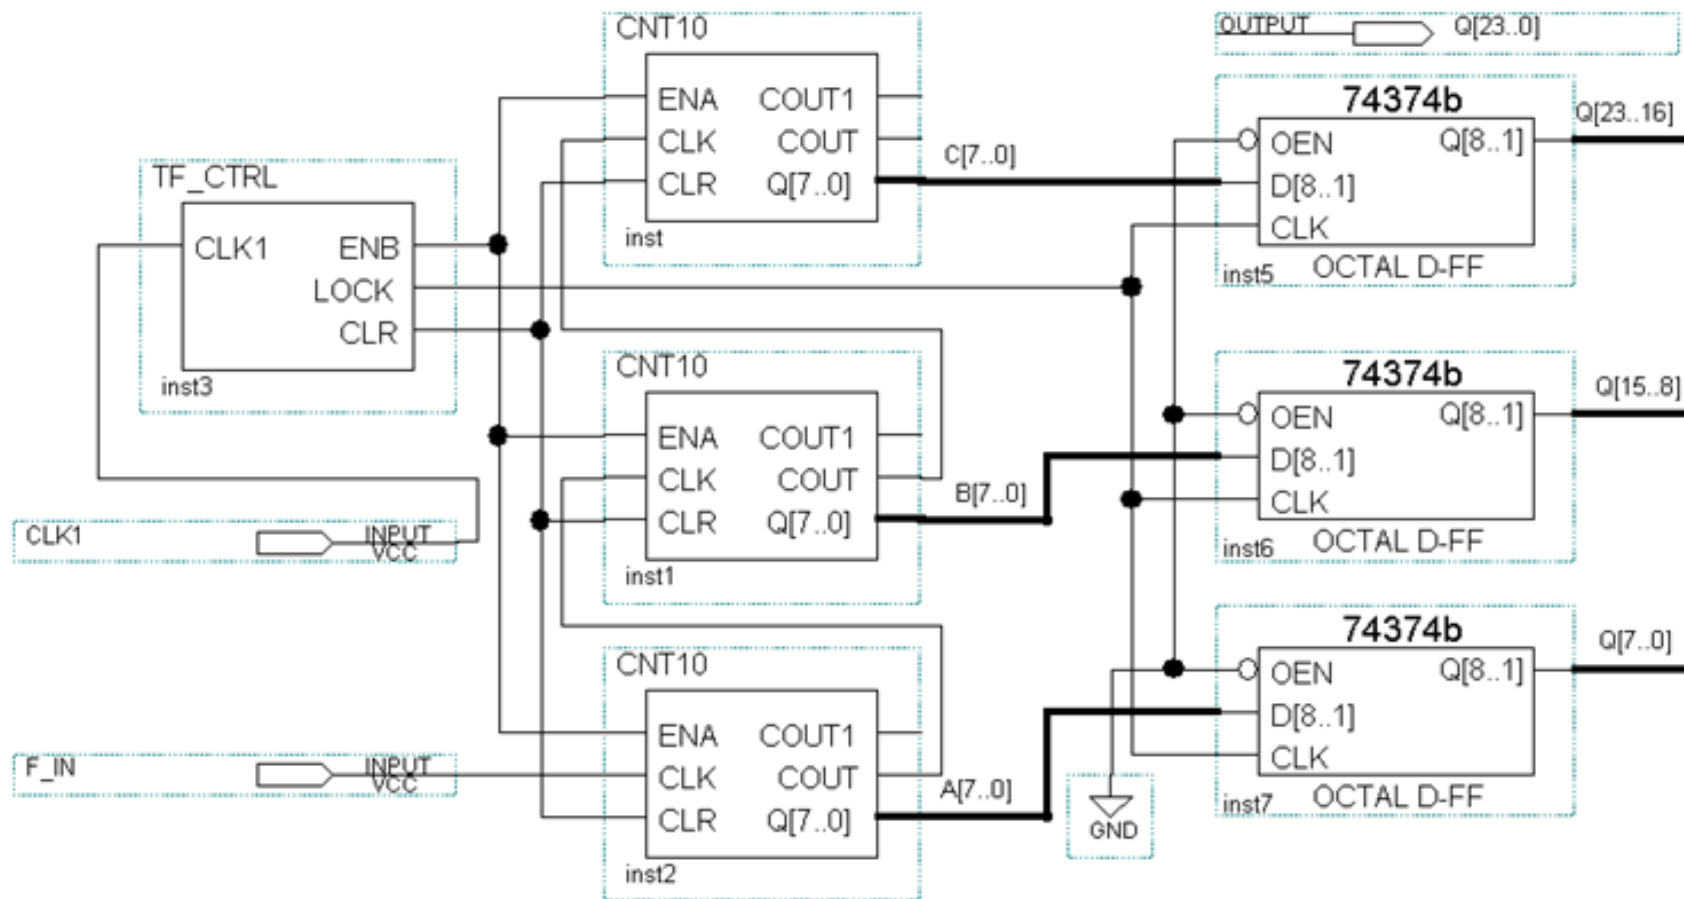 CNT10
ENA COUT1
CLK COUT
CLR Q[7..0]
inst
OUTPUT Q[23..0]
74374b
OEN Q[8..1]
D[8..1]
CLK
inst5 OCTAL D-FF
Q[23..16]
C[7..0]
TF_CTRL
CLK1 ENB
LOCK
CLR
inst3
CNT10
ENA COUT1
CLK COUT
CLR Q[7..0]
inst1
B[7..0]
74374b
OEN Q[8..1]
D[8..1]
CLK
inst6 OCTAL D-FF
Q[15..8]
CLK1 INPUT
VCC
CNT10
ENA COUT1
CLK COUT
CLR Q[7..0]
inst2
A[7..0]
F_IN INPUT
VCC
74374b
OEN Q[8..1]
D[8..1]
CLK
inst7 OCTAL D-FF
Q[7..0]
GND